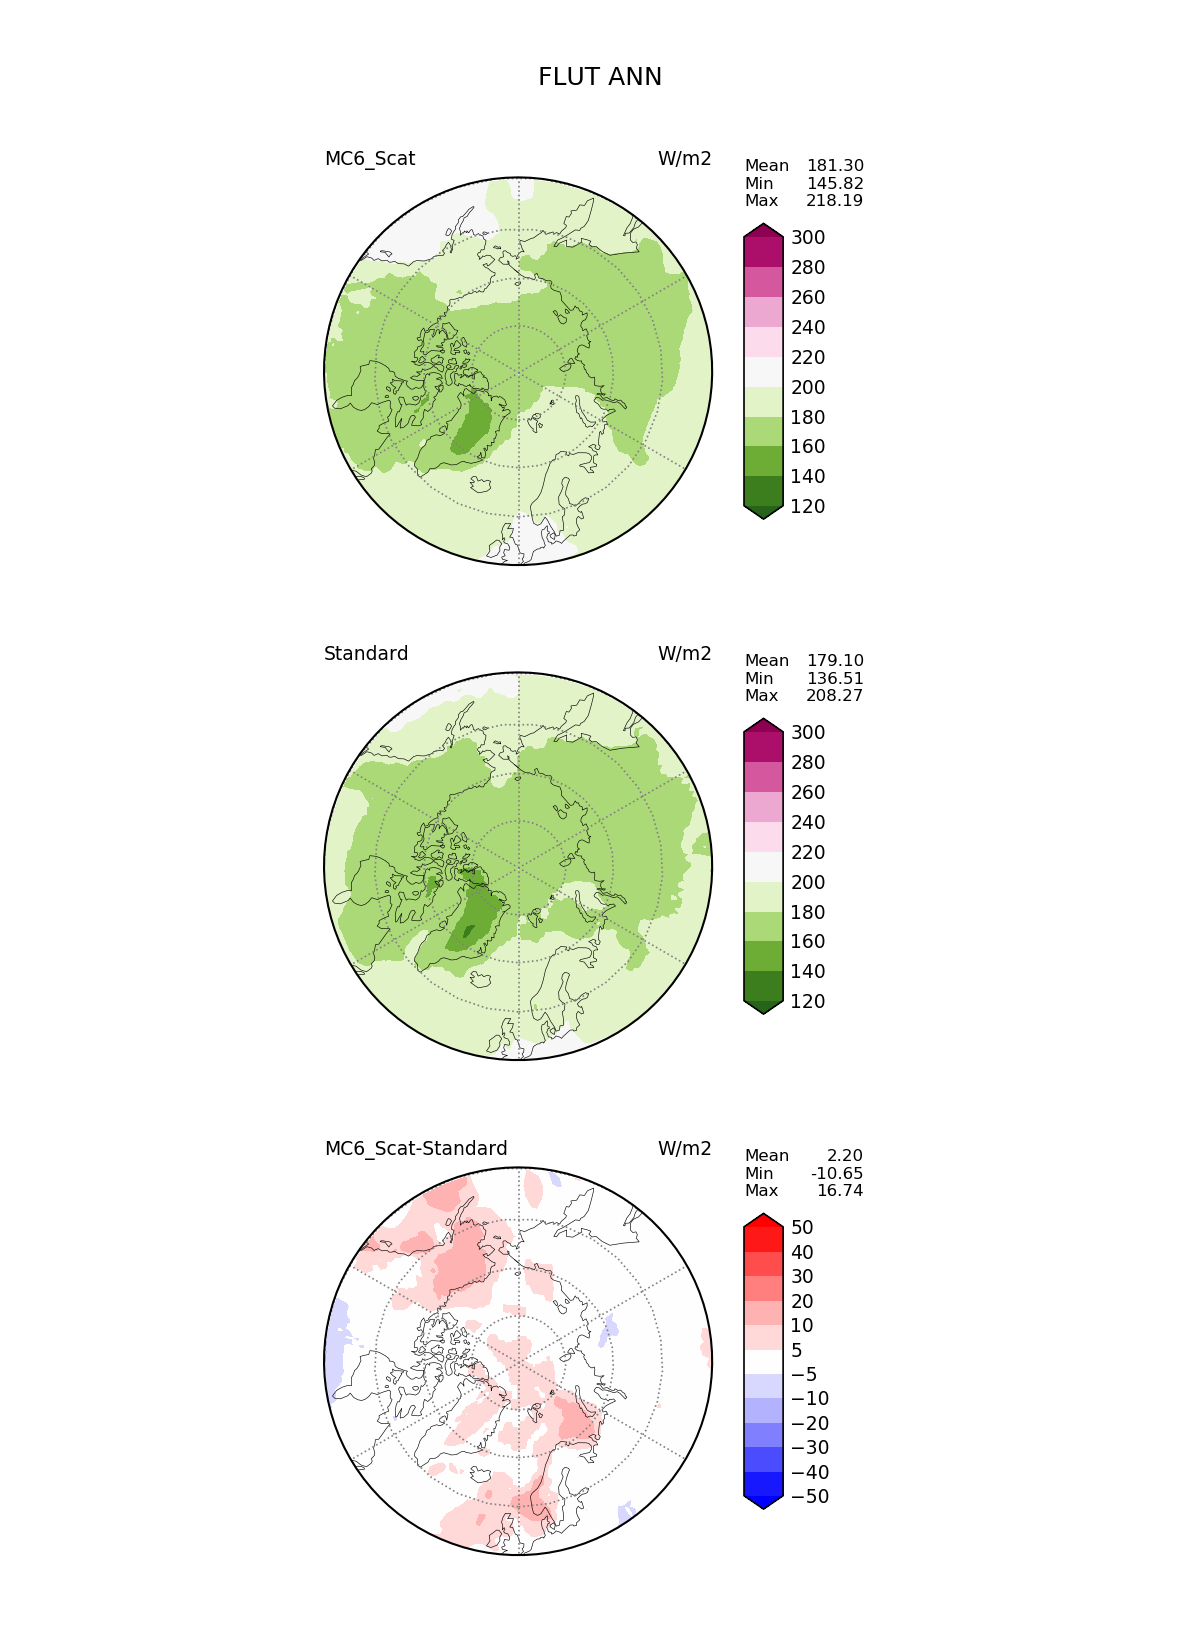 FLUT ANN
MC6_Scat W/m2
Mean 181.30
Min 145.82
Max 218.19
300
280
260
240
220
200
180
160
140
120
Standard W/m2
Mean 179.10
Min 136.51
Max 208.27
300
280
260
240
220
200
180
160
140
120
MC6_Scat-Standard W/m2
Mean 2.20
Min -10.65
Max 16.74
50
40
30
20
10
5
−5
−10
−20
−30
−40
−50